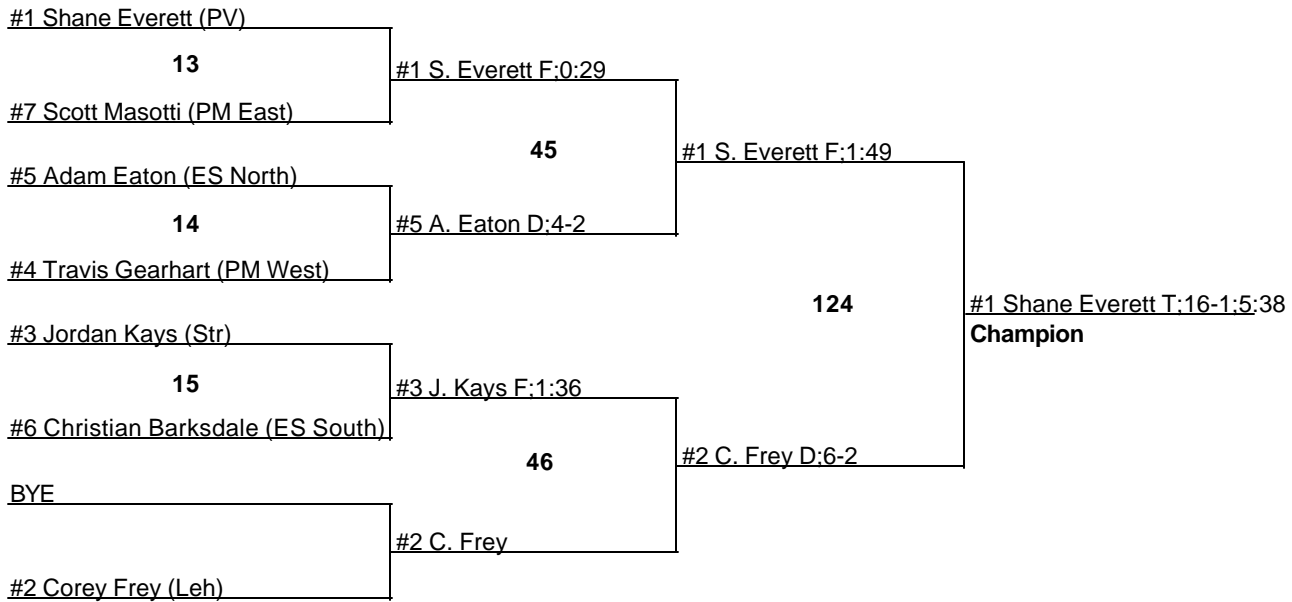 #1 Shane Everett (PV)
13
#1 S. Everett F;0:29
#7 Scott Masotti (PM East)
45
#1 S. Everett F;1:49
#5 Adam Eaton (ES North)
14
#5 A. Eaton D;4-2
#4 Travis Gearhart (PM West)
124
#1 Shane Everett T;16-1;5:38
Champion
#3 Jordan Kays (Str)
15
#3 J. Kays F;1:36
#6 Christian Barksdale (ES South)
46
#2 C. Frey D;6-2
BYE
#2 C. Frey
#2 Corey Frey (Leh)